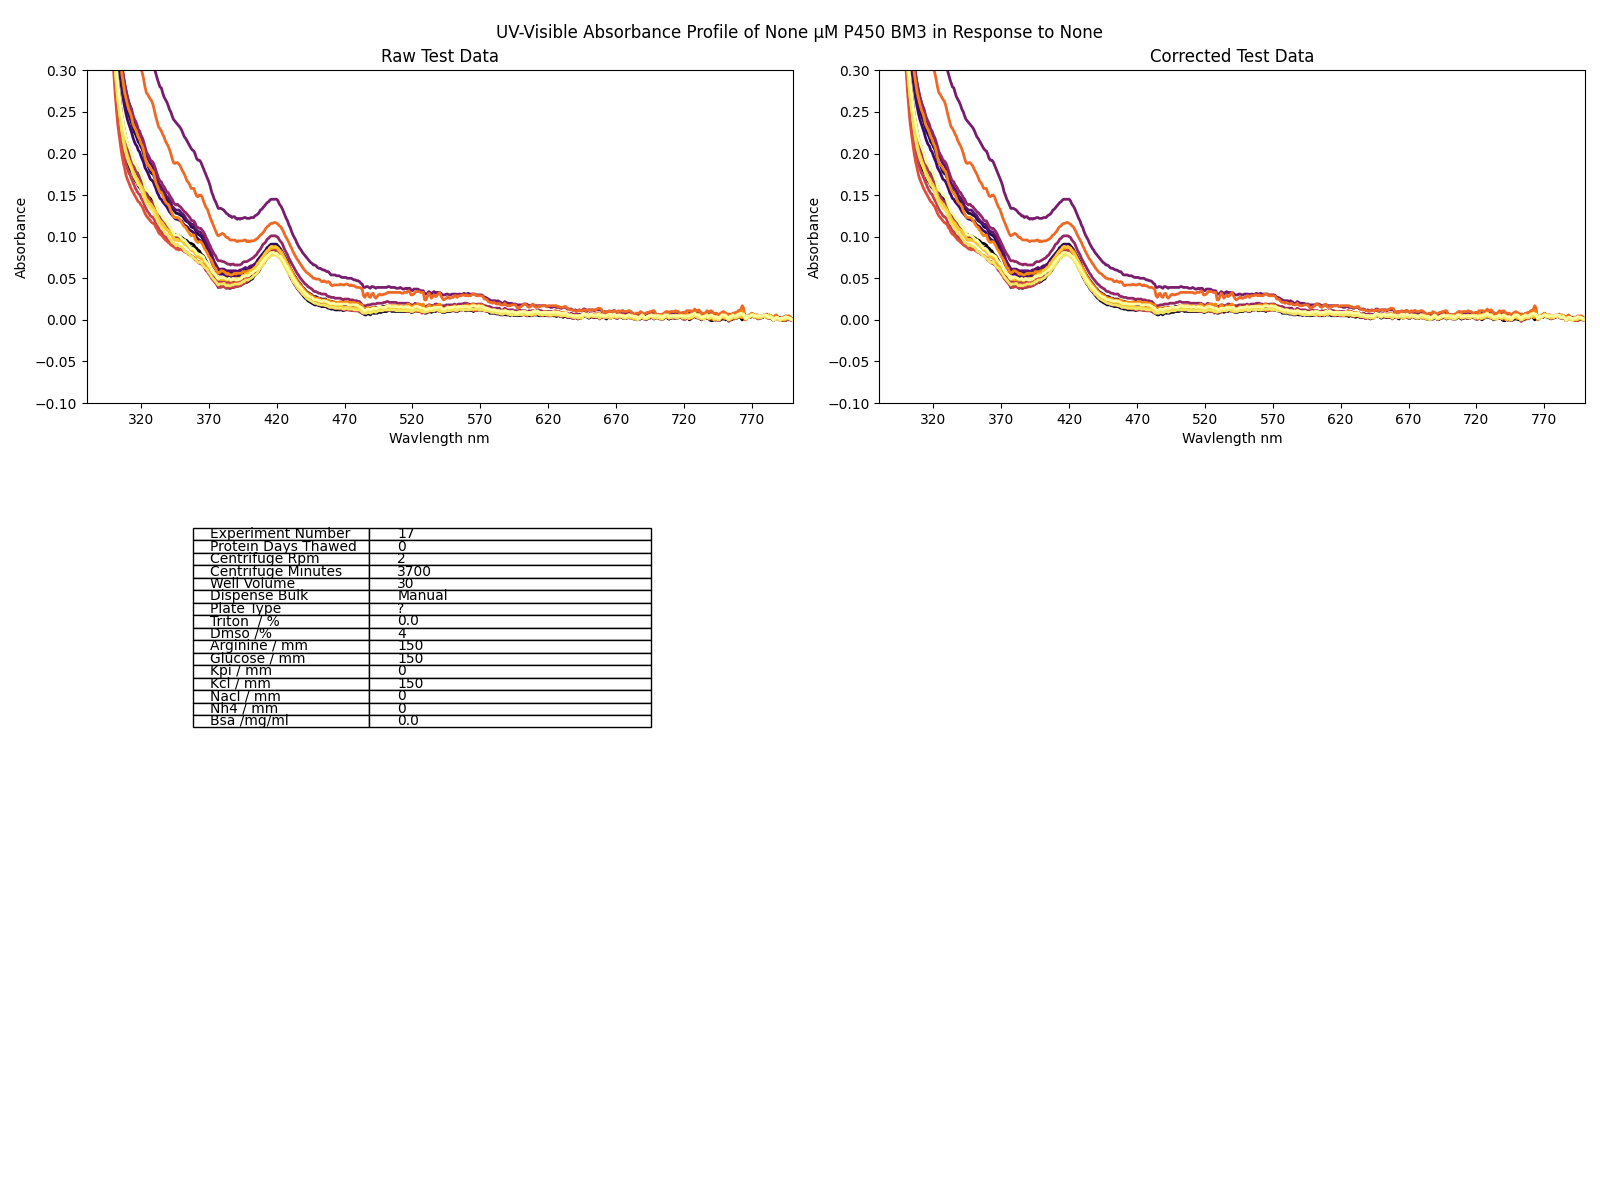 UV-Visible Absorbance Profile of None µM P450 BM3 in Response to None
Raw Test Data
0.30
0.25
0.20
0.15
0.10
0.05
0.00
−0.05
−0.10
Absorbance
320 370 420 470 520 570 620 670 720 770
Wavlength nm
Corrected Test Data
0.30
0.25
0.20
0.15
0.10
0.05
0.00
−0.05
−0.10
Absorbance
320 370 420 470 520 570 620 670 720 770
Wavlength nm
Experiment Number 17
Protein Days Thawed 0
Centrifuge Rpm 2
Centrifuge Minutes 3700
Well Volume 30
Dispense Bulk Manual
Plate Type ?
Triton / % 0.0
Dmso /% 4
Arginine / mm 150
Glucose / mm 150
Kpi / mm 0
Kcl / mm 150
Nacl / mm 0
Nh4 / mm 0
Bsa /mg/ml 0.0